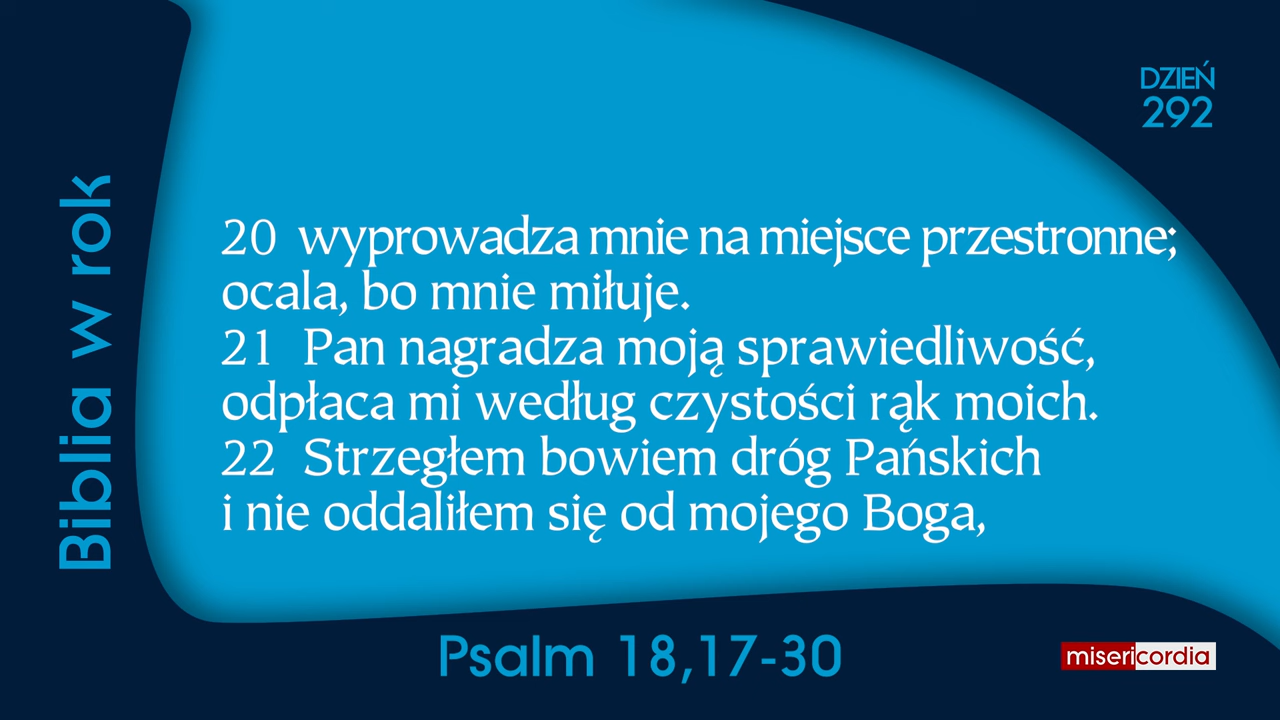 DZIEŃ
292
Biblia w rok
20 wyprowadza mnie na miejsce przestronne;
ocala, bo mnie miłuje.
21 Pan nagradza moją sprawiedliwość,
odpłaca mi według czystości rąk moich.
22 Strzegłem bowiem dróg Pańskich
i nie oddaliłem się od mojego Boga,
Psalm 18,17-30
misericordia